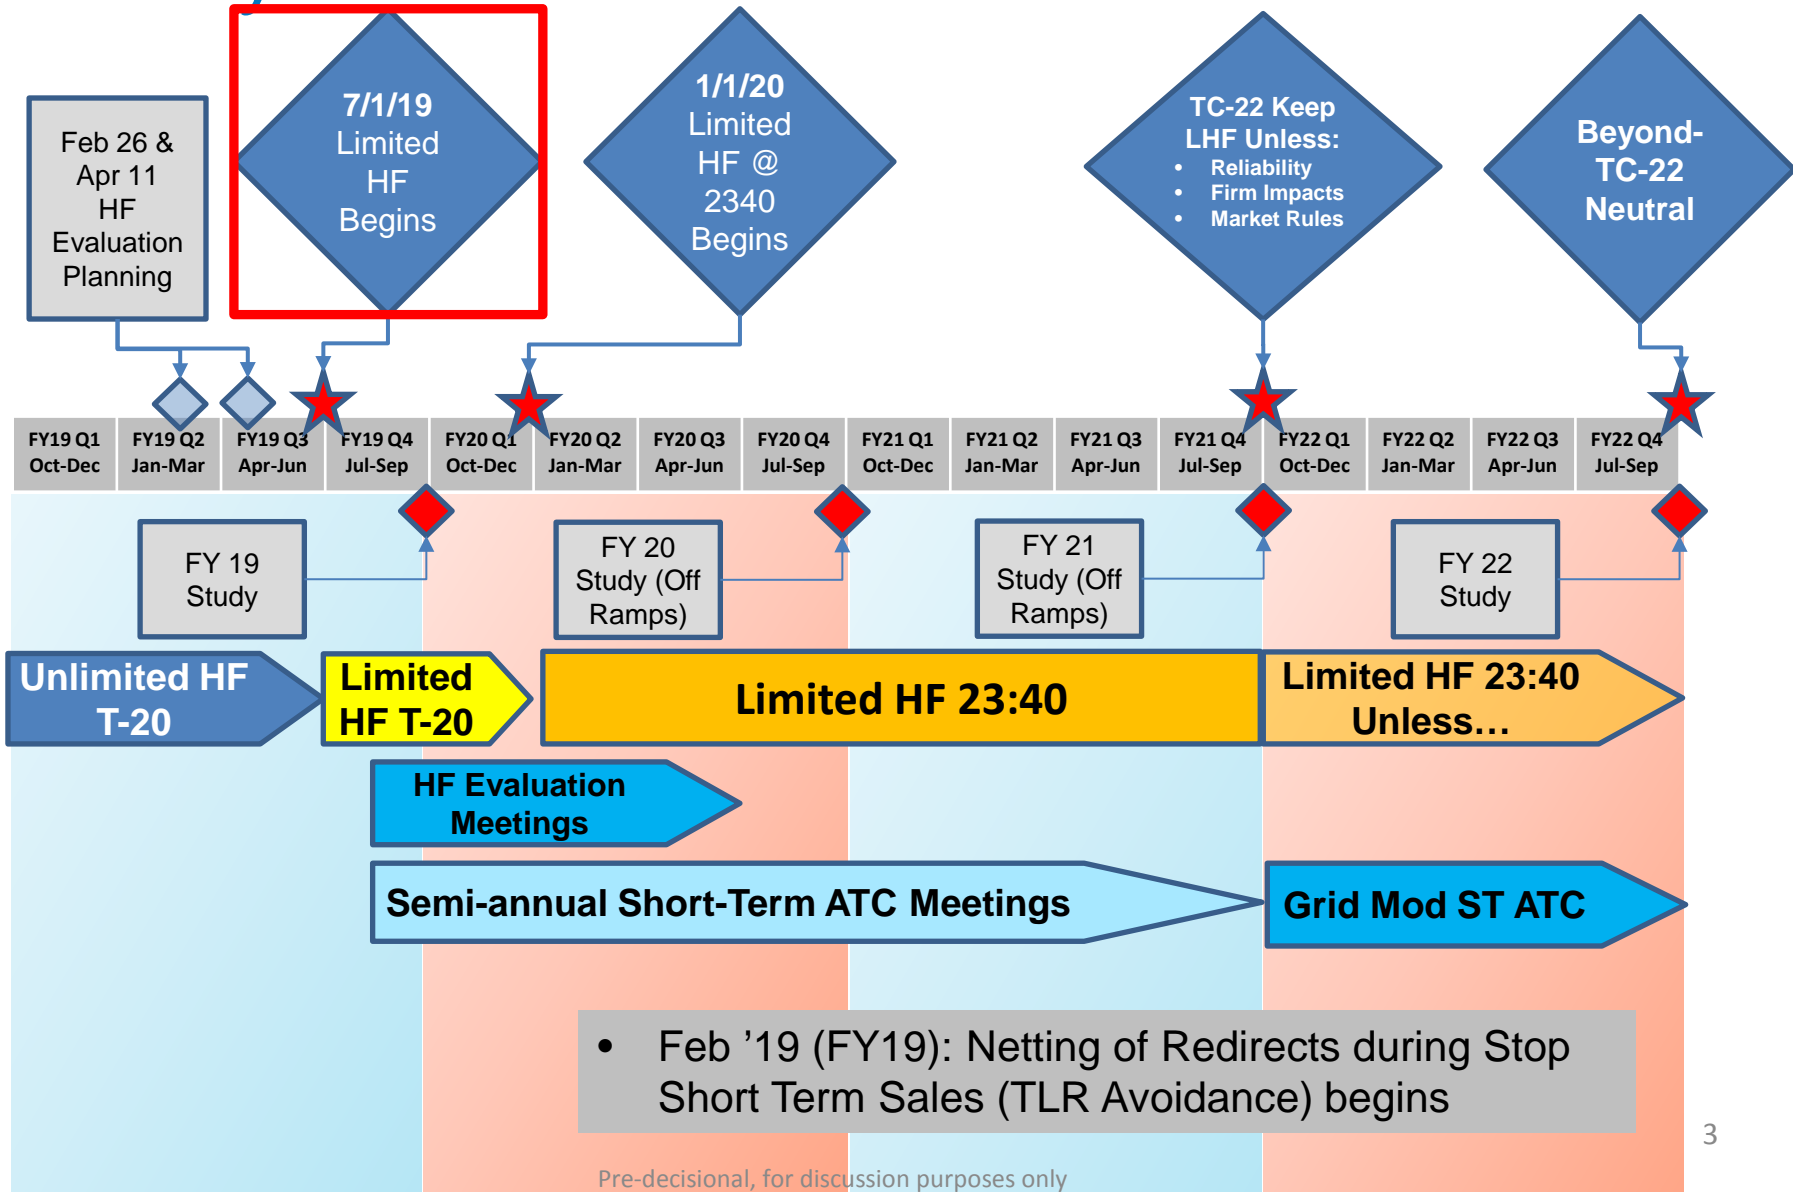 Feb 26 &
Apr 11
HF
Evaluation
Planning
7/1/19
Limited
HF
Begins
1/1/20
Limited
HF @
2340
Begins
TC-22 Keep
LHF Unless:
• Reliability
• Firm Impacts
• Market Rules
Beyond-
TC-22
Neutral
FY19 Q1
Oct-Dec
FY19 Q2
Jan-Mar
FY19 Q3
Apr-Jun
FY19 Q4
Jul-Sep
FY20 Q1
Oct-Dec
FY20 Q2
Jan-Mar
FY20 Q3
Apr-Jun
FY20 Q4
Jul-Sep
FY21 Q1
Oct-Dec
FY21 Q2
Jan-Mar
FY21 Q3
Apr-Jun
FY21 Q4
Jul-Sep
FY22 Q1
Oct-Dec
FY22 Q2
Jan-Mar
FY22 Q3
Apr-Jun
FY22 Q4
Jul-Sep
FY 19
Study
FY 20
Study (Off
Ramps)
FY 21
Study (Off
Ramps)
FY 22
Study
Unlimited HF
T-20
Limited
HF T-20
Limited HF 23:40
Limited HF 23:40
Unless…
HF Evaluation
Meetings
Semi-annual Short-Term ATC Meetings
Grid Mod ST ATC
• Feb ’19 (FY19): Netting of Redirects during Stop
Short Term Sales (TLR Avoidance) begins
3
Pre-decisional, for discussion purposes only